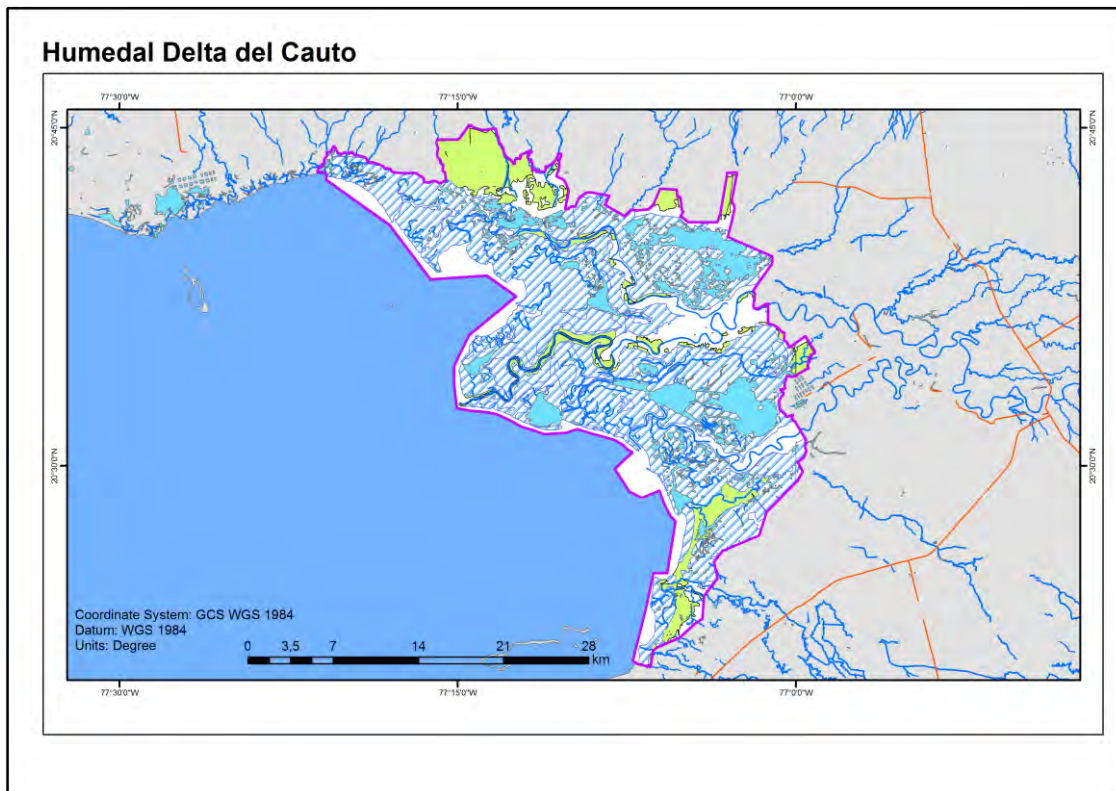 Humedal Delta del Cauto
77°30'0"W 77°15'0"W 77°0'0"W
20°45'0"N 20°45'0"N
20°30'0"N 20°30'0"N
Coordinate System: GCS WGS 1984
Datum: WGS 1984
Units: Degree
0 3,5 7 14 21 28
km
77°30'0"W 77°15'0"W 77°0'0"W